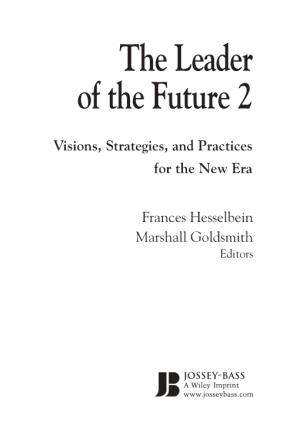 The Leader
of the Future 2
Visions, Strategies, and Practices
for the New Era
Frances Hesselbein
Marshall Goldsmith
Editors
JB
JOSSEY-BASS
A Wiley Imprint
www.josseybass.com